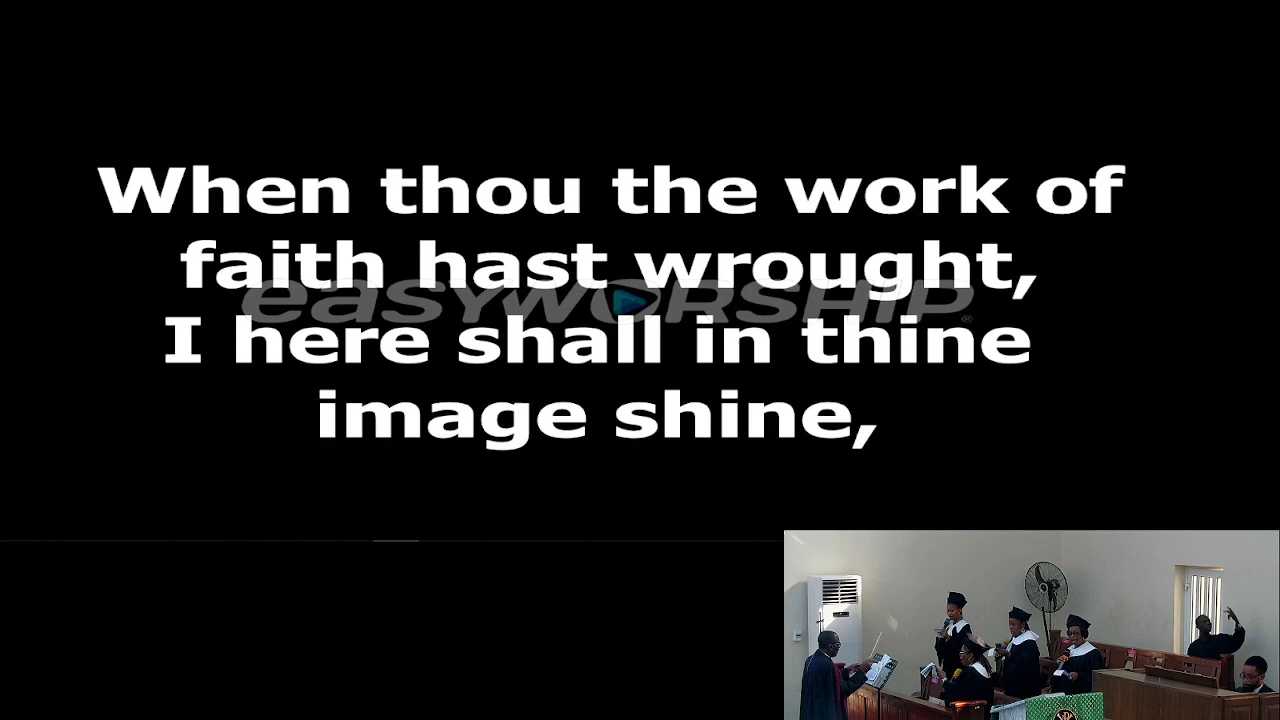 When thou the work of
faith hast wrought,
easyWORSHIP®
I here shall in thine
image shine,